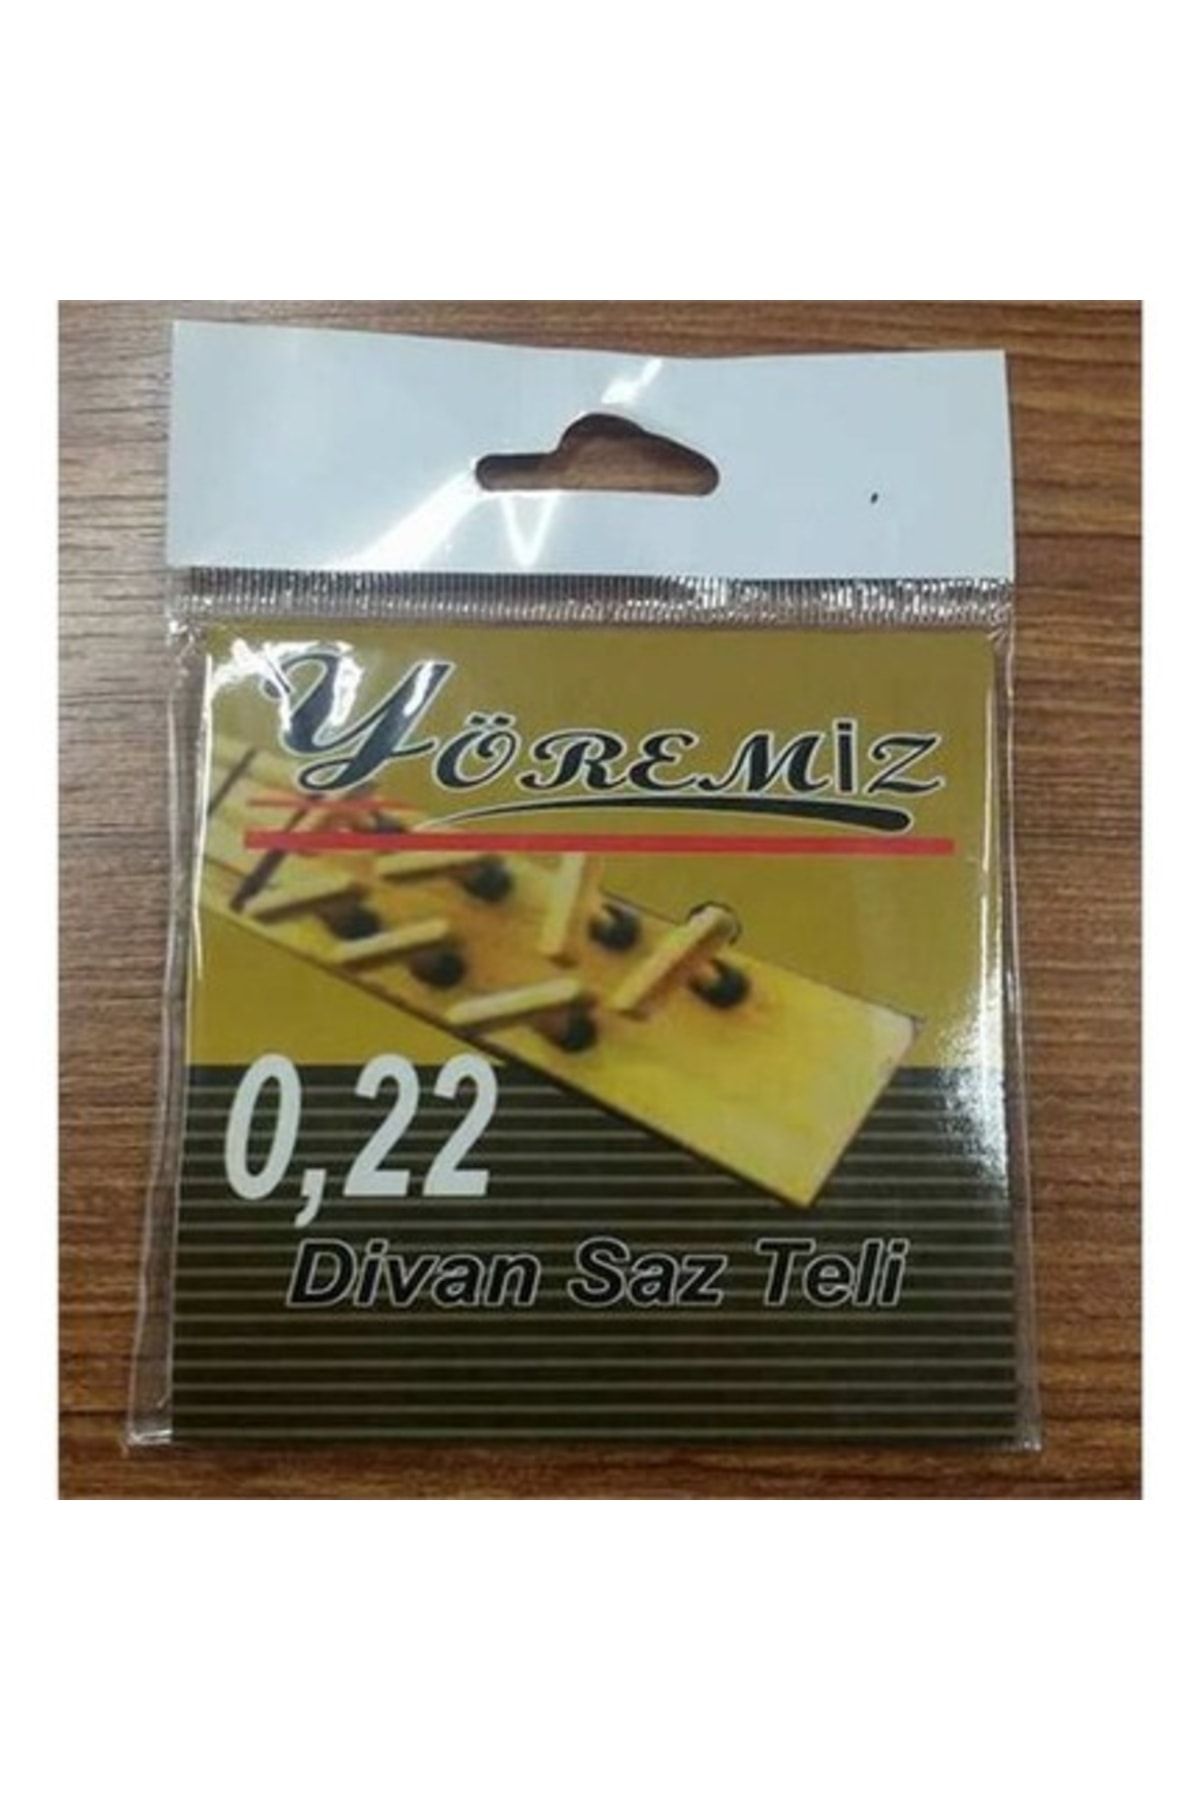 YÖREMİZ
0,22
Divan Saz Teli